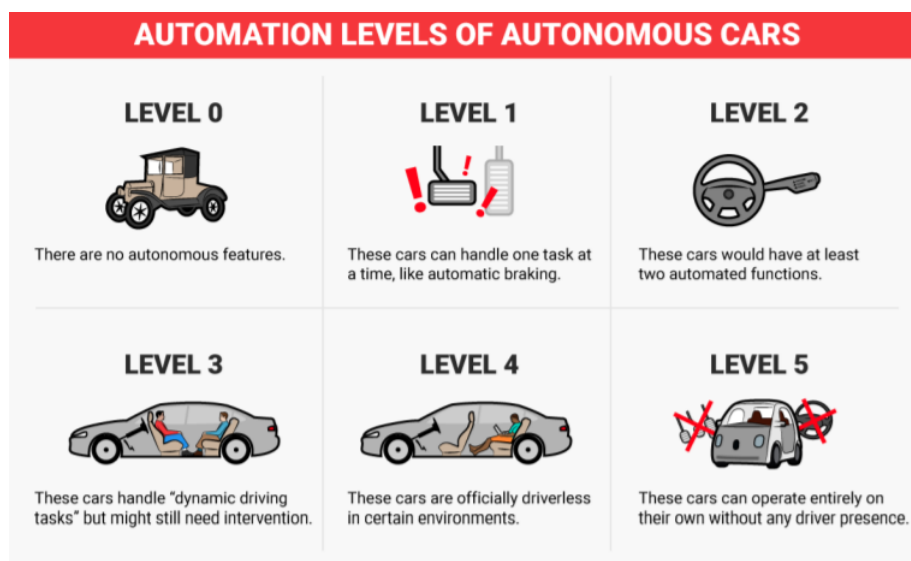 AUTOMATION LEVELS OF AUTONOMOUS CARS
LEVEL 0
There are no autonomous features.
LEVEL 1
These cars can handle one task at
a time, like automatic braking.
LEVEL 2
These cars would have at least
two automated functions.
LEVEL 3
These cars handle “dynamic driving
tasks” but might still need intervention.
LEVEL 4
These cars are officially driverless
in certain environments.
LEVEL 5
These cars can operate entirely on
their own without any driver presence.